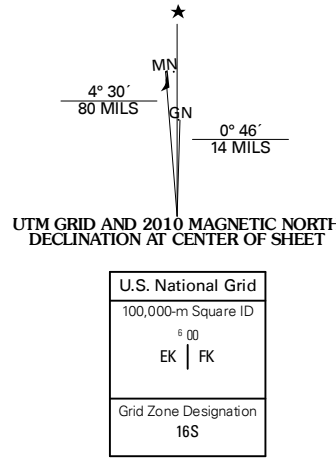 MN
4° 30´
80 MILS
GN
0° 46´
14 MILS
UTM GRID AND 2010 MAGNETIC NORTH
DECLINATION AT CENTER OF SHEET
U.S. National Grid
100,000-m Square ID
6 00
EK | FK
Grid Zone Designation
16S